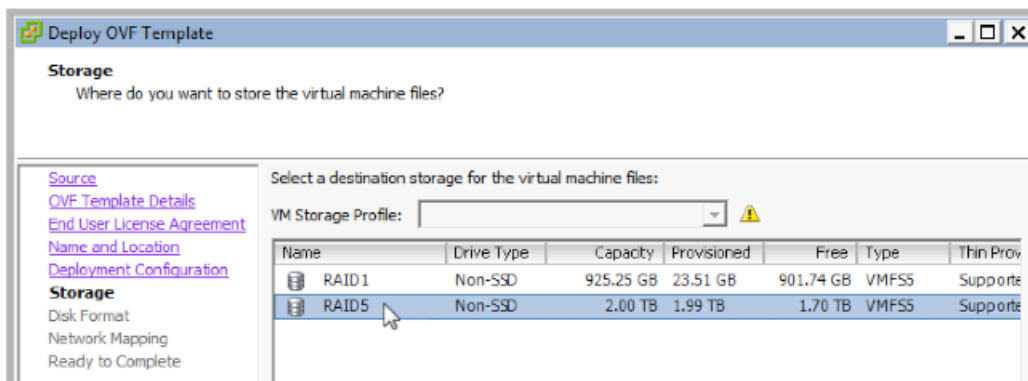 Deploy OVF Template
Storage
Where do you want to store the virtual machine files?
Source
OVF Template Details
End User License Agreement
Name and Location
Deployment Configuration
Storage
Disk Format
Network Mapping
Ready to Complete
Select a destination storage for the virtual machine files:
VM Storage Profile:
Name Drive Type Capacity Provisioned Free Type Thin Prov
RAID1 Non-SSD 925.25 GB 23.51 GB 901.74 GB VMFS5 Supporte
RAID5 Non-SSD 2.00 TB 1.99 TB 1.70 TB VMFS5 Supporte